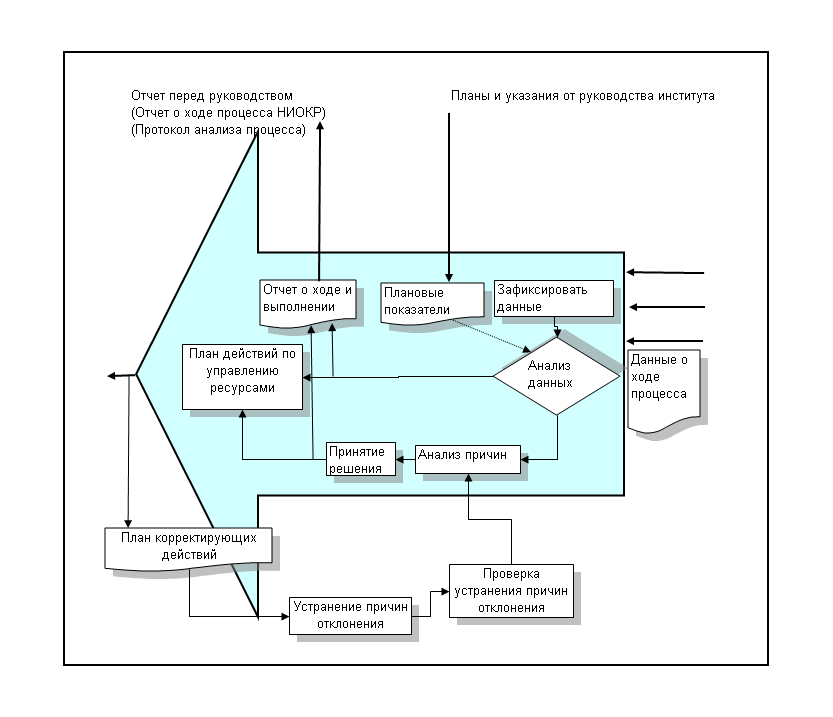 Отчет перед руководством
(Отчет о ходе процесса НИОКР)
(Протокол анализа процесса)
Планы и указания от руководства института
Отчет о ходе и
выполнении
Плановые
показатели
Зафиксировать
данные
План действий по
управлению
ресурсами
Анализ
данных
Данные о
ходе
процесса
Принятие
решения
Анализ причин
План корректирующих
действий
Устранение причин
отклонения
Проверка
устранения причин
отклонения